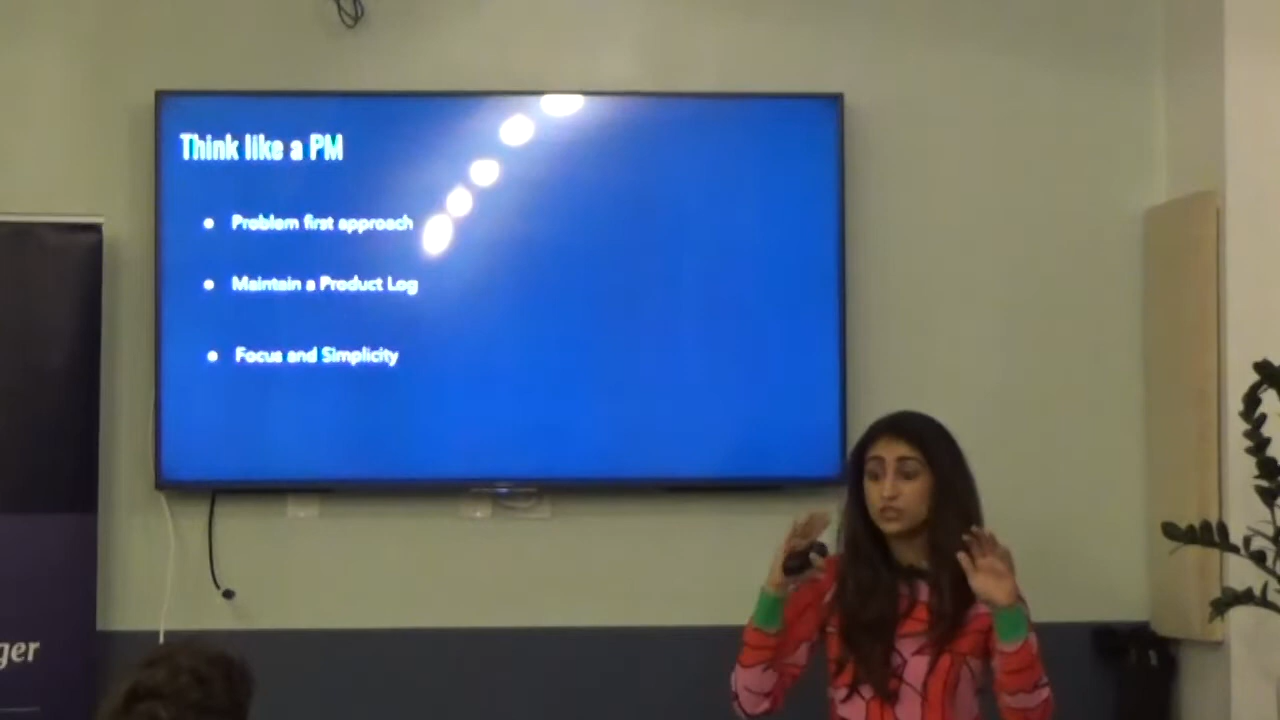 Think like a PM
• Problem first approach
• Maintain a Product Log
• Focus and Simplicity
ger